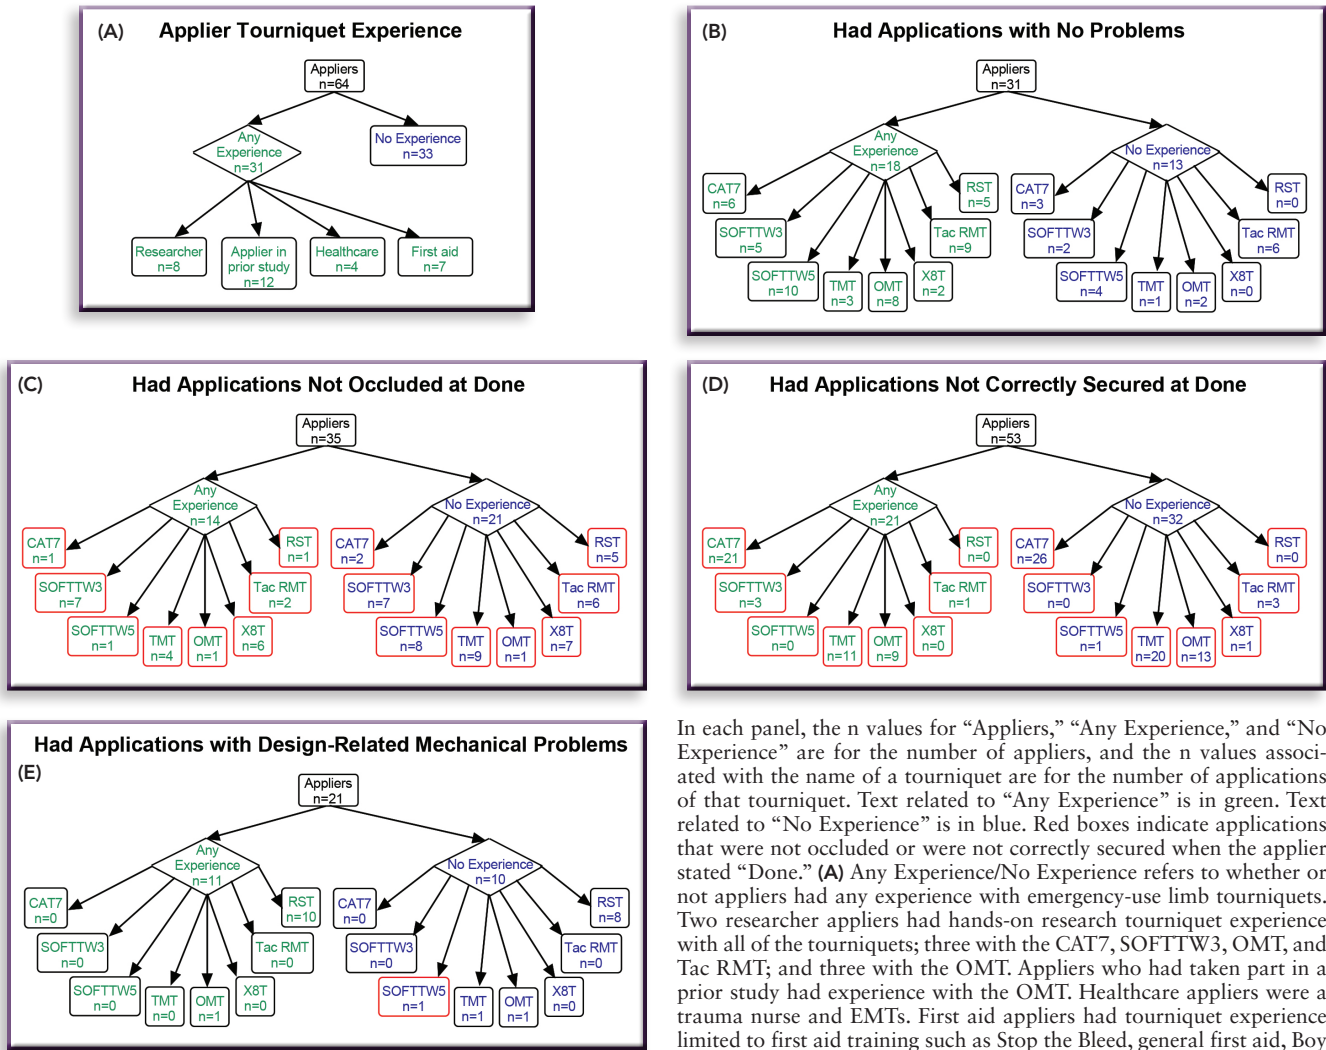 (A) Applier Tourniquet Experience
Appliers
n=64
Any
Experience
n=31
No Experience
n=33
Researcher
n=8
Applier in
prior study
n=12
Healthcare
n=4
First aid
n=7
(B) Had Applications with No Problems
Appliers
n=31
Any
Experience
n=18
No Experience
n=13
CAT7
n=6
SOFTTW3
n=5
SOFTTW5
n=10
TMT
n=3
OMT
n=8
X8T
n=2
Tac RMT
n=9
RST
n=5
CAT7
n=3
SOFTTW3
n=2
SOFTTW5
n=4
TMT
n=1
OMT
n=2
X8T
n=0
Tac RMT
n=6
RST
n=0
(C) Had Applications Not Occluded at Done
Appliers
n=35
Any
Experience
n=14
No Experience
n=21
CAT7
n=1
SOFTTW3
n=7
SOFTTW5
n=1
TMT
n=4
OMT
n=1
X8T
n=6
Tac RMT
n=2
RST
n=1
CAT7
n=2
SOFTTW3
n=7
SOFTTW5
n=8
TMT
n=9
OMT
n=1
X8T
n=7
Tac RMT
n=6
RST
n=5
(D) Had Applications Not Correctly Secured at Done
Appliers
n=53
Any
Experience
n=21
No Experience
n=32
CAT7
n=21
SOFTTW3
n=3
SOFTTW5
n=0
TMT
n=11
OMT
n=9
X8T
n=0
Tac RMT
n=1
RST
n=0
CAT7
n=26
SOFTTW3
n=0
SOFTTW5
n=1
TMT
n=20
OMT
n=13
X8T
n=1
Tac RMT
n=3
RST
n=0
Had Applications with Design-Related Mechanical Problems
(E)
Appliers
n=21
Any
Experience
n=11
No Experience
n=10
CAT7
n=0
SOFTTW3
n=0
SOFTTW5
n=0
TMT
n=0
OMT
n=1
X8T
n=0
Tac RMT
n=0
RST
n=10
CAT7
n=0
SOFTTW3
n=0
SOFTTW5
n=1
TMT
n=1
OMT
n=1
X8T
n=0
Tac RMT
n=0
RST
n=8
In each panel, the n values for “Appliers,” “Any Experience,” and “No
Experience” are for the number of appliers, and the n values associ-
ated with the name of a tourniquet are for the number of applications
of that tourniquet. Text related to “Any Experience” is in green. Text
related to “No Experience” is in blue. Red boxes indicate applications
that were not occluded or were not correctly secured when the applier
stated “Done.” (A) Any Experience/No Experience refers to whether or
not appliers had any experience with emergency-use limb tourniquets.
Two researcher appliers had hands-on research tourniquet experience
with all of the tourniquets; three with the CAT7, SOFTTW3, OMT, and
Tac RMT; and three with the OMT. Appliers who had taken part in a
prior study had experience with the OMT. Healthcare appliers were a
trauma nurse and EMTs. First aid appliers had tourniquet experience
limited to first aid training such as Stop the Bleed, general first aid, Boy